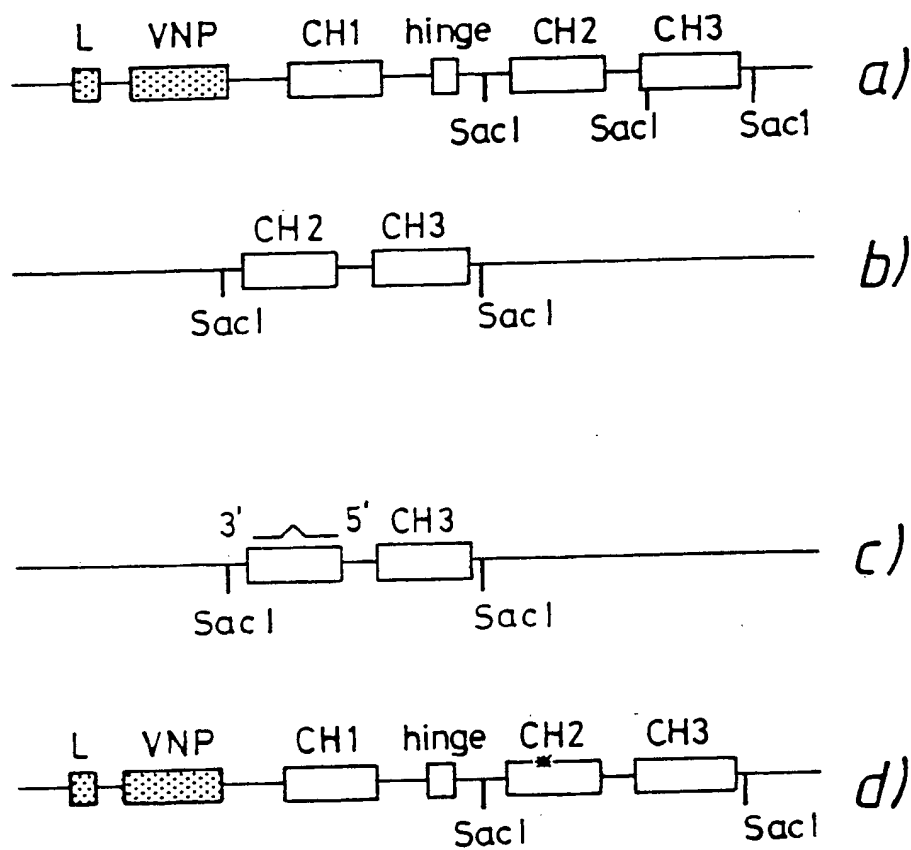 L VNP CH1 hinge CH2 CH3
a)
SacI SacI Sac1
CH2 CH3
b)
SacI SacI
3' 5' CH3
c)
SacI SacI
L VNP CH1 hinge CH2 CH3
*
d)
SacI SacI